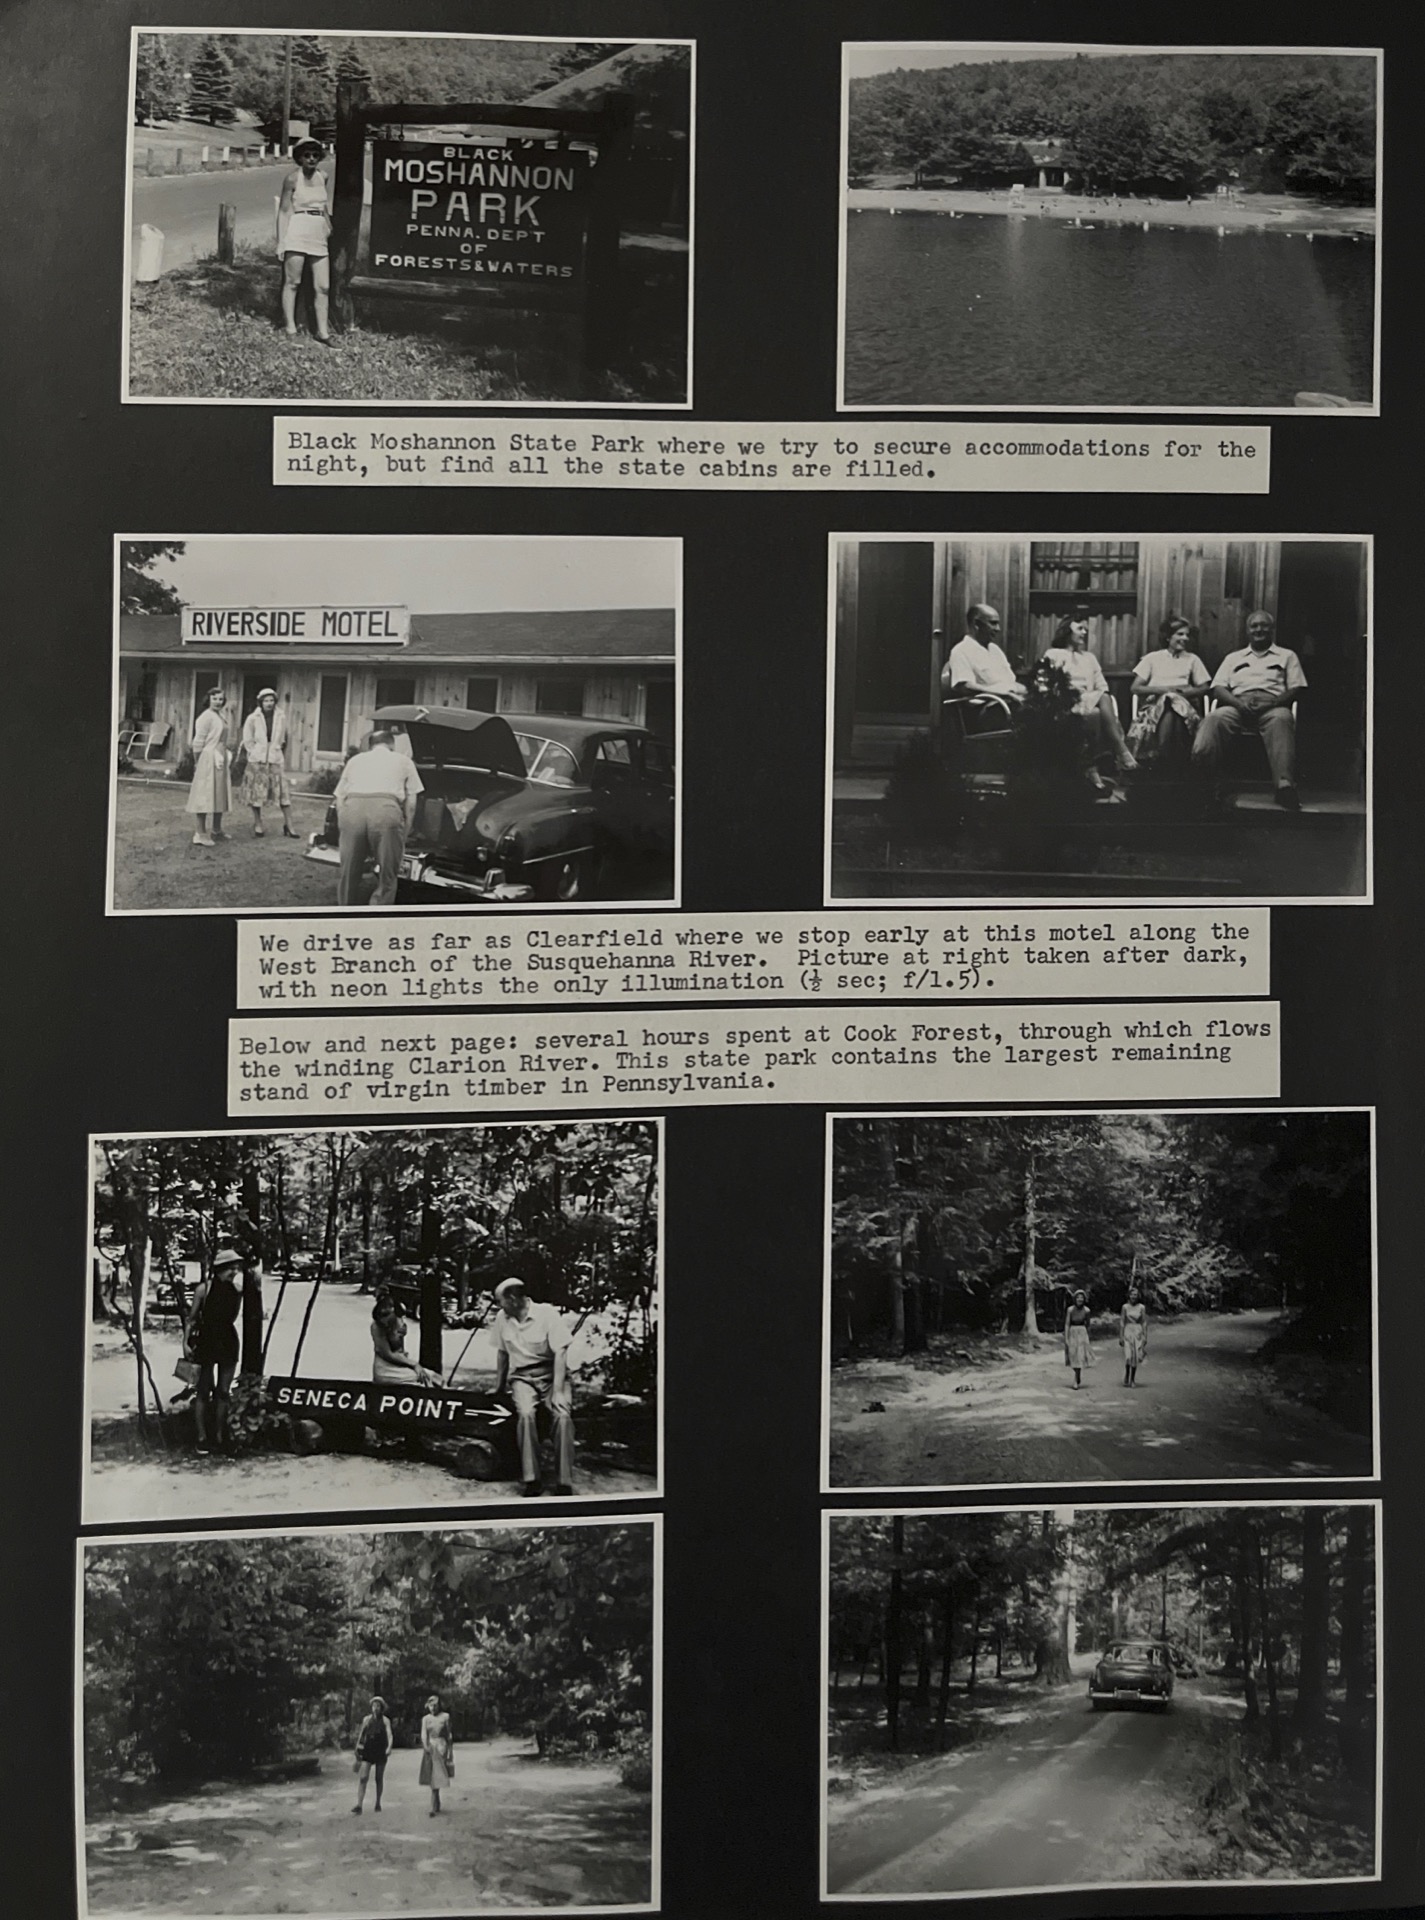 BLACK
MOSHANNON
PARK
PENNA. DEPT
OF
FORESTS & WATERS
Black Moshannon State Park where we try to secure accommodations for the
night, but find all the state cabins are filled.
RIVERSIDE MOTEL
We drive as far as Clearfield where we stop early at this motel along the
West Branch of the Susquehanna River.  Picture at right taken after dark,
with neon lights the only illumination (½ sec; f/1.5).
Below and next page: several hours spent at Cook Forest, through which flows
the winding Clarion River. This state park contains the largest remaining
stand of virgin timber in Pennsylvania.
SENECA POINT→